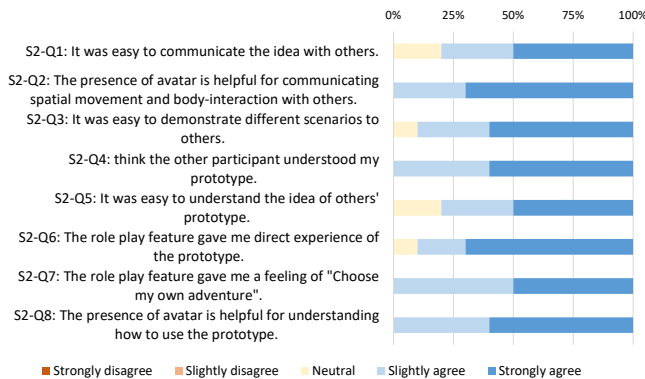 0% 25% 50% 75% 100%
S2-Q1: It was easy to communicate the idea with others.
S2-Q2: The presence of avatar is helpful for communicating
spatial movement and body-interaction with others.
S2-Q3: It was easy to demonstrate different scenarios to
others.
S2-Q4: think the other participant understood my
prototype.
S2-Q5: It was easy to understand the idea of others'
prototype.
S2-Q6: The role play feature gave me direct experience of
the prototype.
S2-Q7: The role play feature gave me a feeling of "Choose
my own adventure".
S2-Q8: The presence of avatar is helpful for understanding
how to use the prototype.
Strongly disagree Slightly disagree Neutral Slightly agree Strongly agree